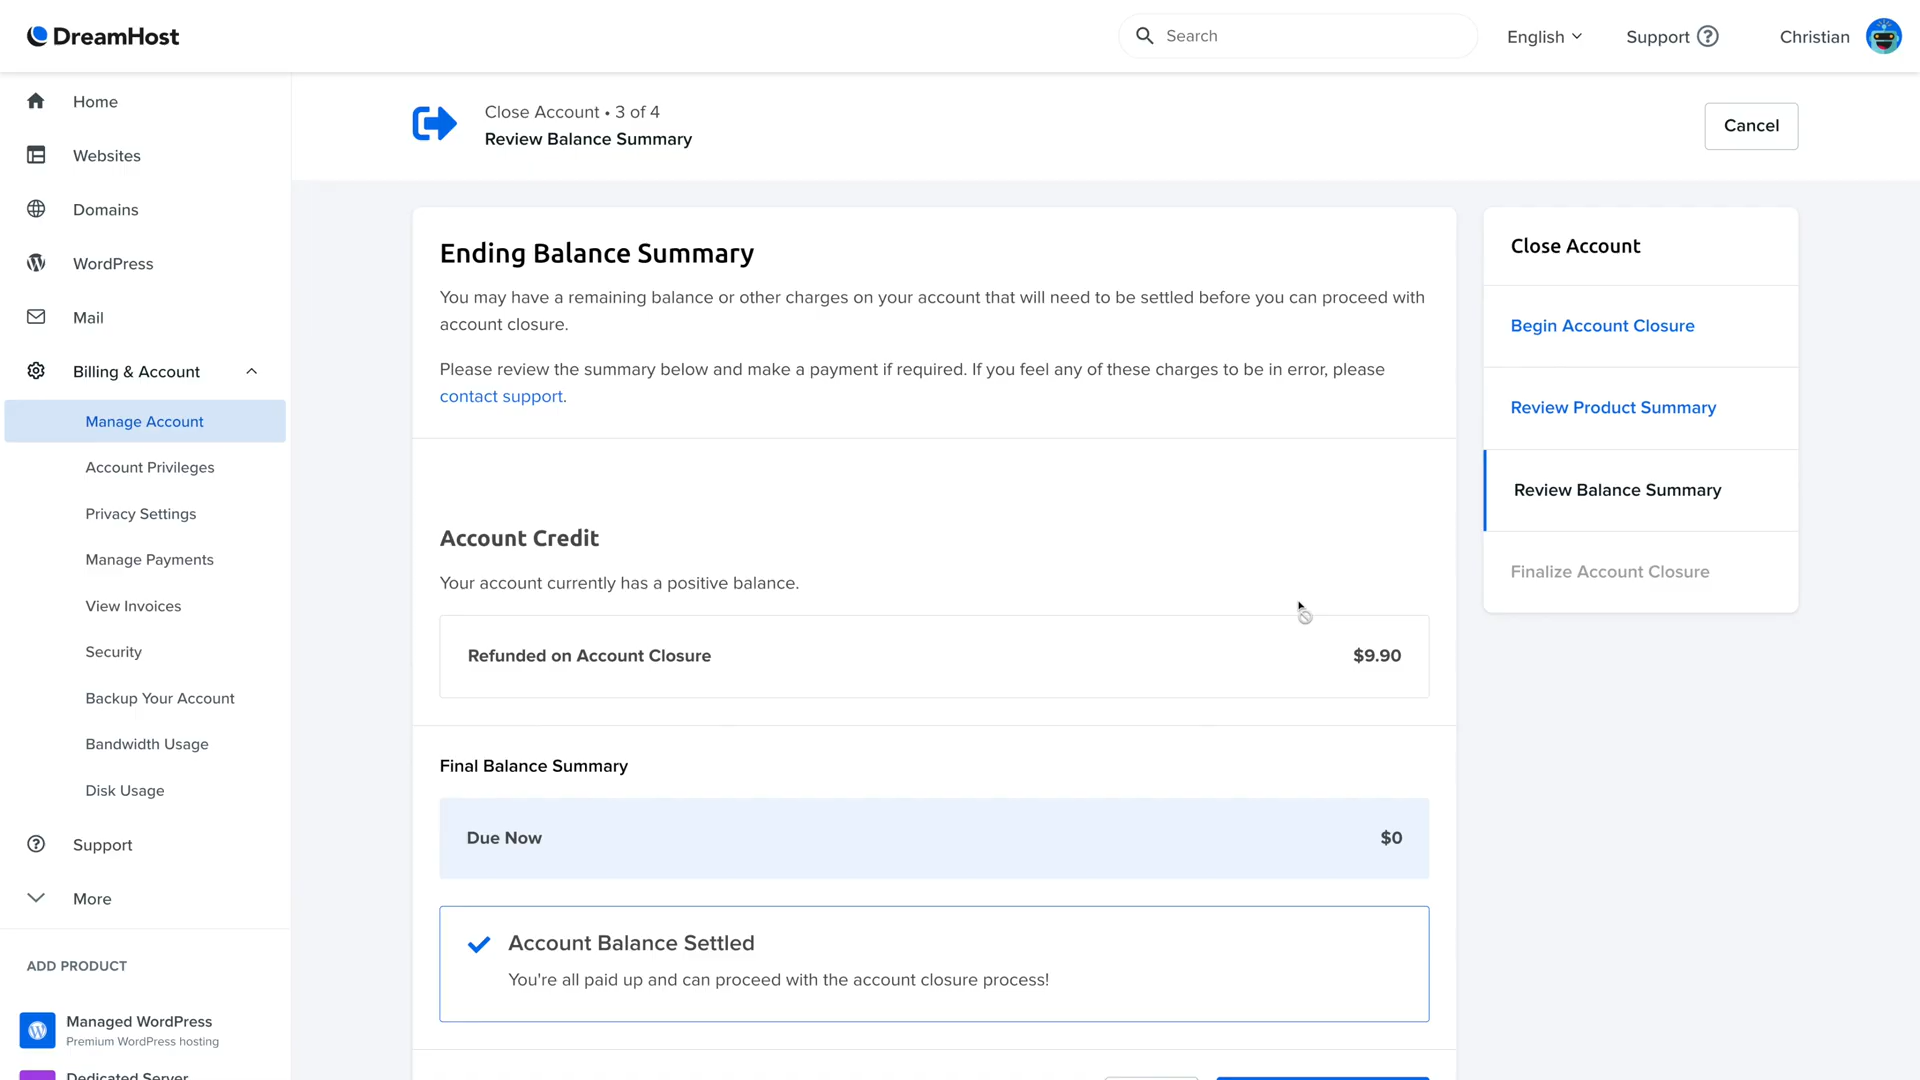 DreamHost
Search
English
Support
Christian
Home
Websites
Domains
WordPress
Mail
Billing & Account
Manage Account
Account Privileges
Privacy Settings
Manage Payments
View Invoices
Security
Backup Your Account
Bandwidth Usage
Disk Usage
Support
More
ADD PRODUCT
Managed WordPress
Premium WordPress hosting
Dedicated Server
Close Account • 3 of 4
Review Balance Summary
Cancel
Ending Balance Summary
You may have a remaining balance or other charges on your account that will need to be settled before you can proceed with
account closure.
Please review the summary below and make a payment if required. If you feel any of these charges to be in error, please
contact support.
Account Credit
Your account currently has a positive balance.
Refunded on Account Closure $9.90
Final Balance Summary
Due Now $0
Account Balance Settled
You're all paid up and can proceed with the account closure process!
Close Account
Begin Account Closure
Review Product Summary
Review Balance Summary
Finalize Account Closure